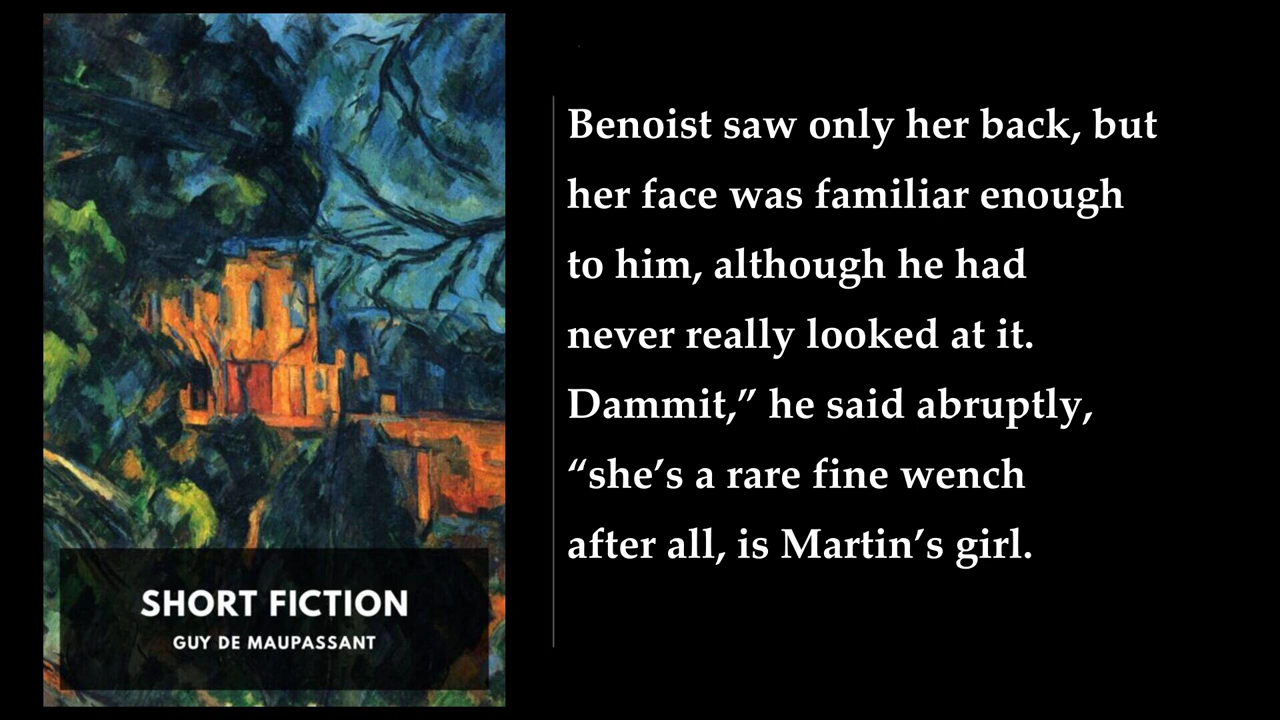 SHORT FICTION
GUY DE MAUPASSANT
Benoist saw only her back, but
her face was familiar enough
to him, although he had
never really looked at it.
Dammit,” he said abruptly,
“she’s a rare fine wench
after all, is Martin’s girl.